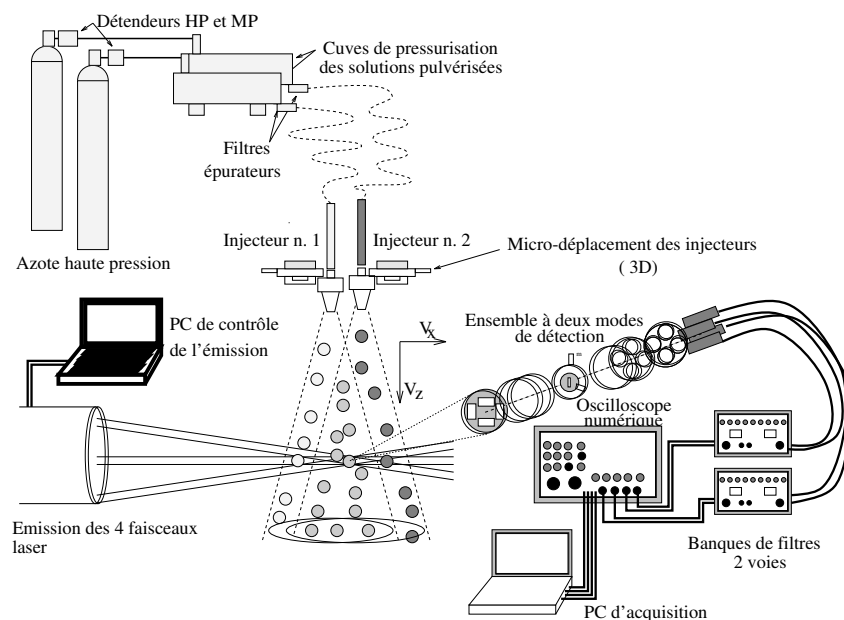 Détendeurs HP et MP
Cuves de pressurisation
des solutions pulvérisées
Filtres
épurateurs
Injecteur n. 1
Injecteur n. 2
Micro-déplacement des injecteurs
( 3D)
Azote haute pression
PC de contrôle
de l'émission
V_X
V_Z
Ensemble à deux modes
de détection
Oscilloscope
numérique
Emission des 4 faisceaux
laser
Banques de filtres
2 voies
PC d'acquisition